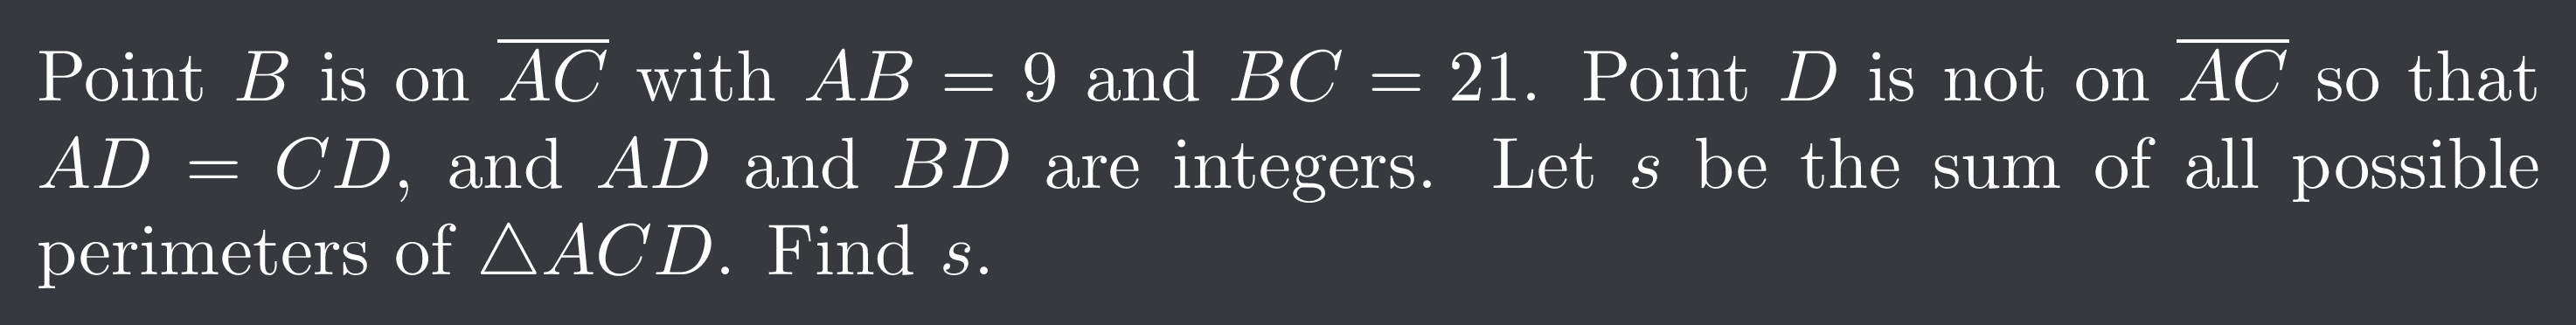 Point B is on \overline{AC} with AB = 9 and BC = 21. Point D is not on \overline{AC} so that
AD = CD, and AD and BD are integers. Let s be the sum of all possible
perimeters of △ACD. Find s.